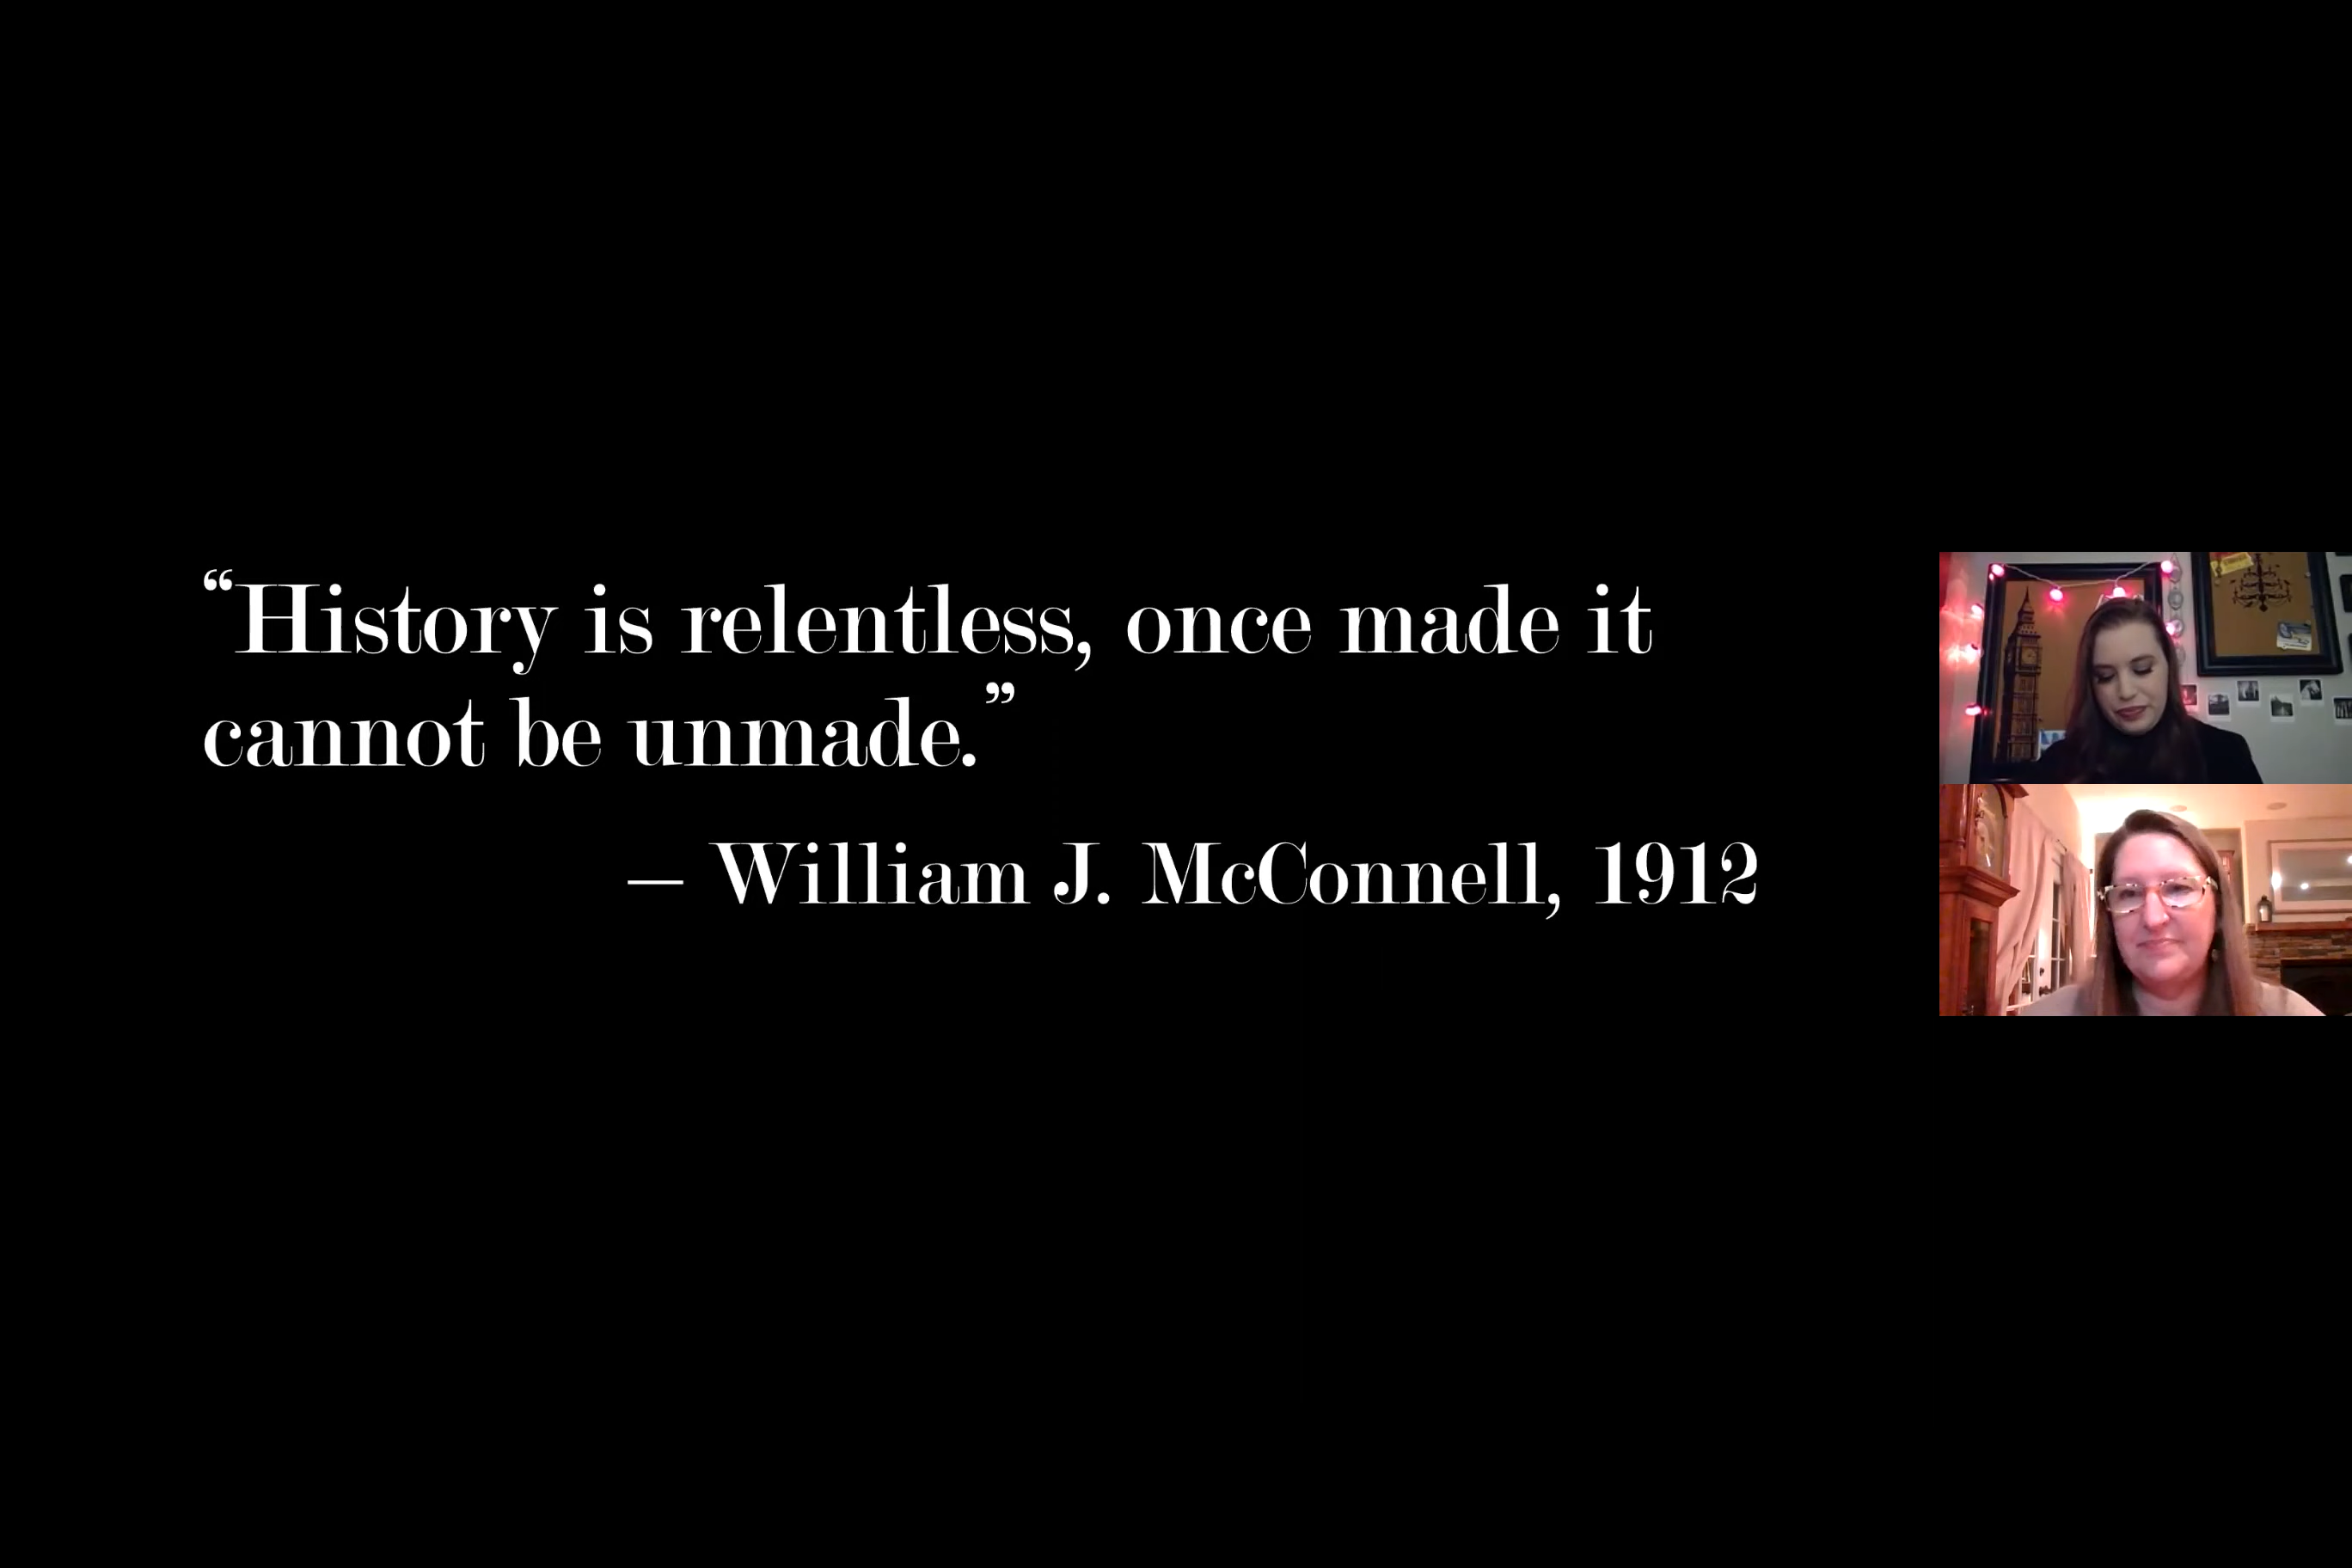 “History is relentless, once made it
cannot be unmade.”
— William J. McConnell, 1912